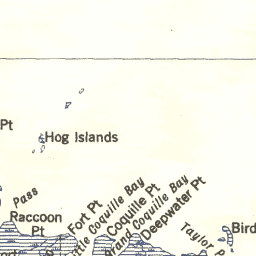 Pt
Hog Islands
Pass
Raccoon
Pt
Fort Pt
Little Coquille Bay
Coquille Pt
Grand Coquille Bay
Deepwater Pt
Taylor P
Bird